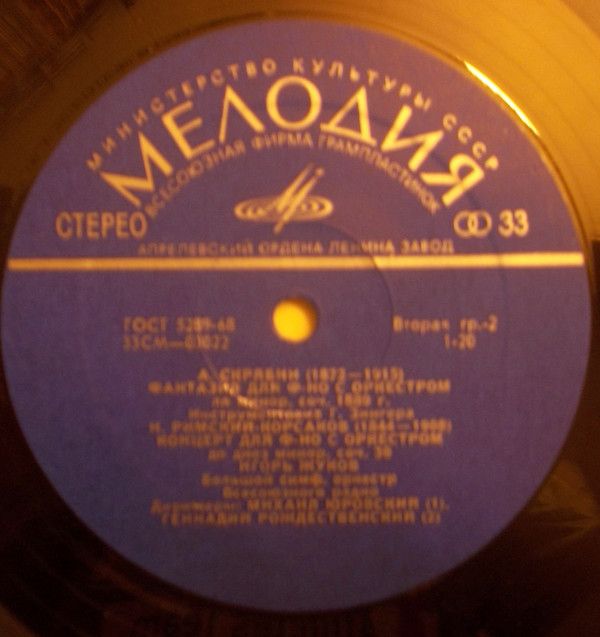 МИНИСТЕРСТВО КУЛЬТУРЫ СССР
МЕЛОДИЯ
ВСЕСОЮЗНАЯ ФИРМА ГРАМПЛАСТИНОК
СТЕРЕО 33
АПРЕЛЕВСКИЙ ОРДЕНА ЛЕНИНА ЗАВОД
ГОСТ 5289-68 Вторая гр.-2
33СМ— 1-20
А. СКРЯБИН (1872—1915)
ФАНТАЗИЯ ДЛЯ Ф-НО С ОРКЕСТРОМ
ля минор, соч. г.
Инструментовка Г. Зингера
Н. РИМСКИЙ-КОРСАКОВ (1844—1908)
КОНЦЕРТ ДЛЯ Ф-НО С ОРКЕСТРОМ
до диез минор, соч. 30
ИГОРЬ ЖУКОВ
Большой симф. оркестр
Всесоюзного радио
Дирижеры: МИХАИЛ ЮРОВСКИЙ (1),
ГЕННАДИЙ РОЖДЕСТВЕНСКИЙ (2)